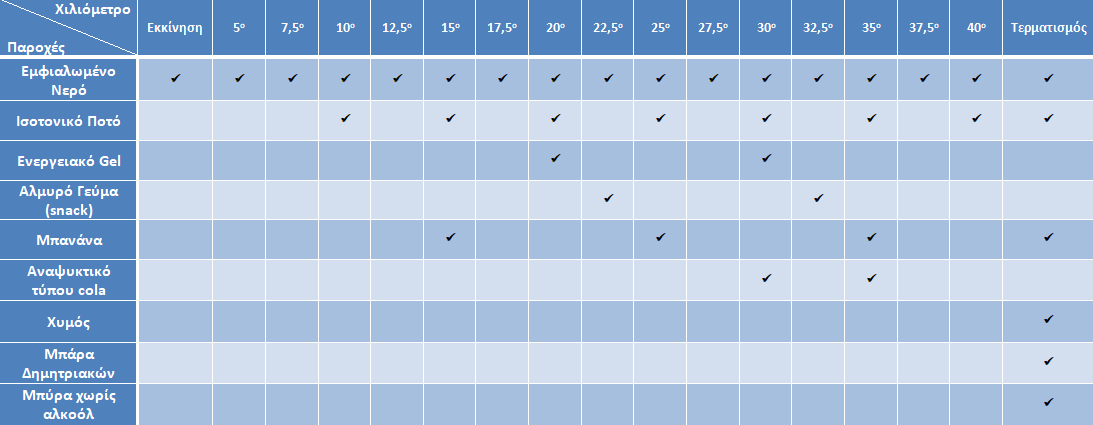 Χιλιόμετρο
Παροχές
Εκκίνηση 5ο 7,5ο 10ο 12,5ο 15ο 17,5ο 20ο 22,5ο 25ο 27,5ο 30ο 32,5ο 35ο 37,5ο 40ο Τερματισμός
Εμφιαλωμένο
Νερό ✓ ✓ ✓ ✓ ✓ ✓ ✓ ✓ ✓ ✓ ✓ ✓ ✓ ✓ ✓ ✓ ✓
Ισοτονικό Ποτό ✓ ✓ ✓ ✓ ✓ ✓ ✓ ✓
Ενεργειακό Gel ✓ ✓
Αλμυρό Γεύμα
(snack) ✓ ✓
Μπανάνα ✓ ✓ ✓ ✓
Αναψυκτικό
τύπου cola ✓ ✓
Χυμός ✓
Μπάρα
Δημητριακών ✓
Μπύρα χωρίς
αλκοόλ ✓